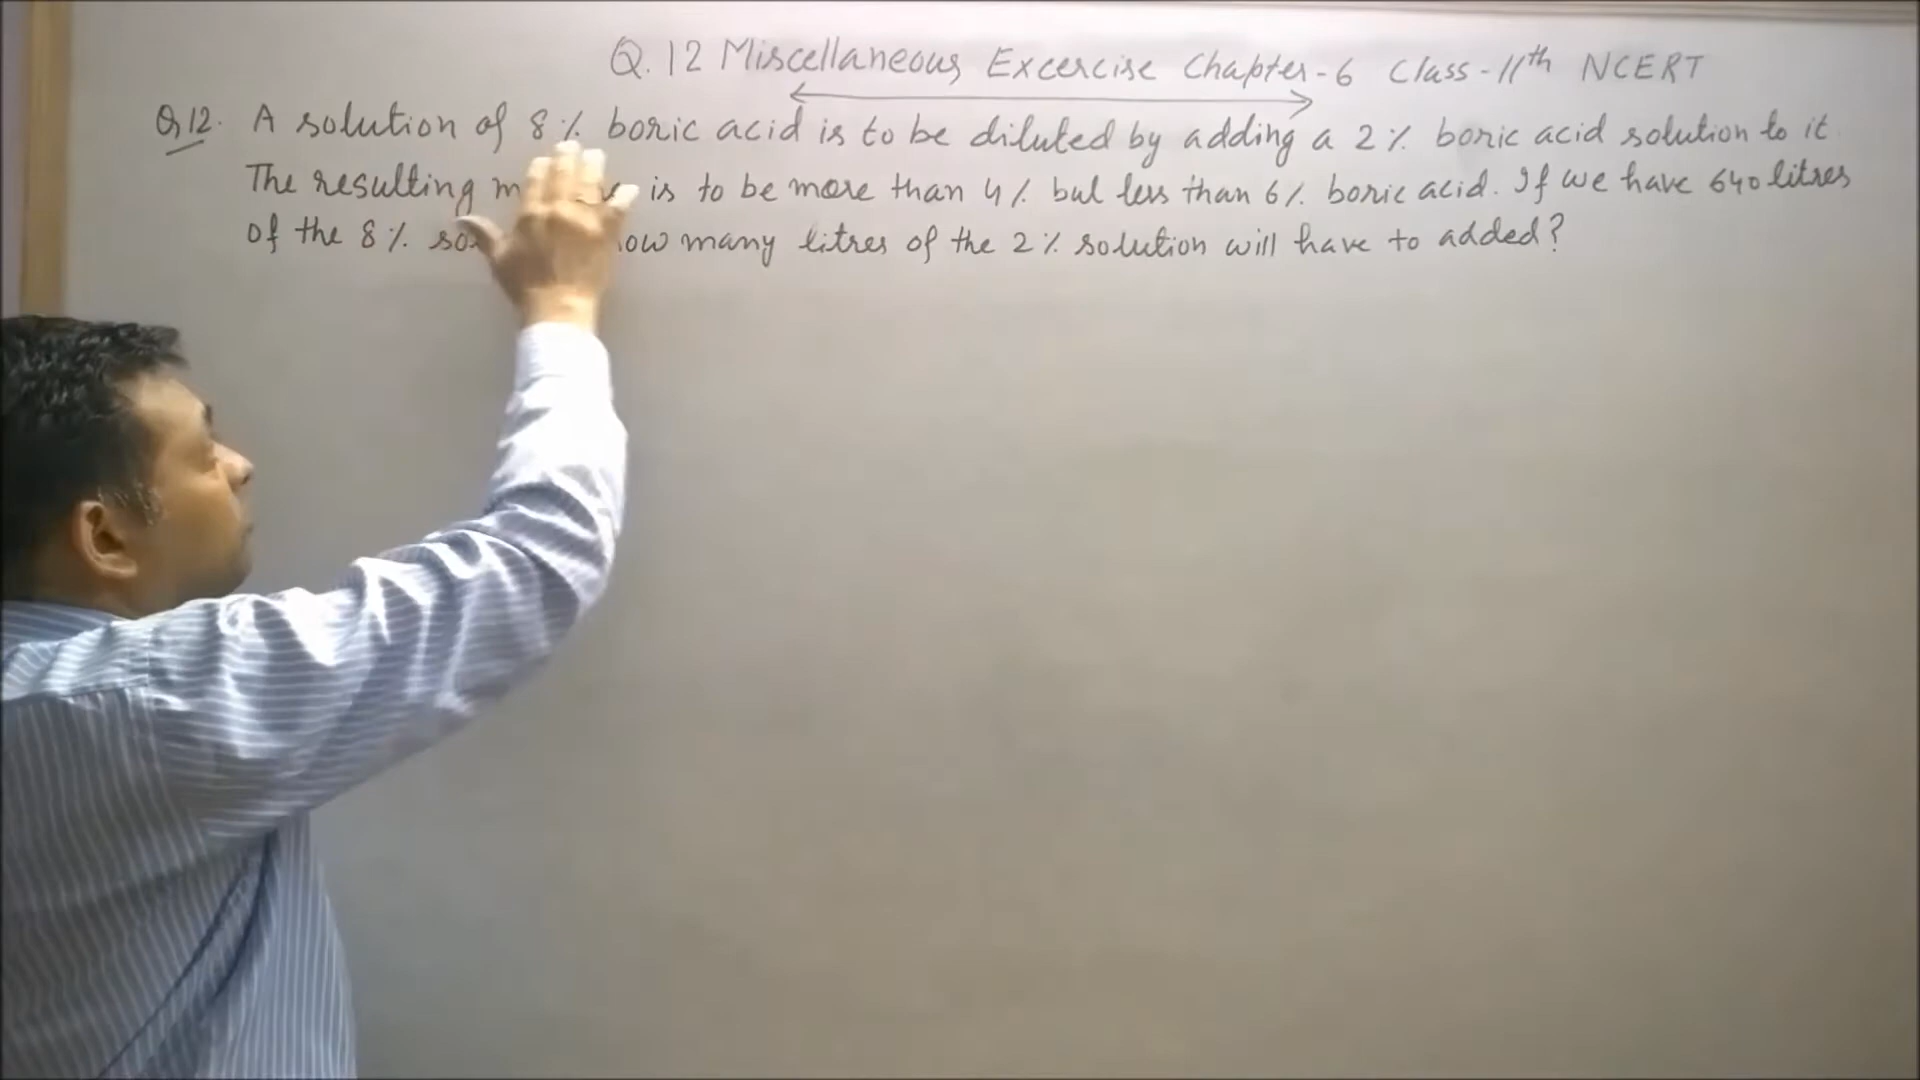 Q.12 Miscellaneous Excercise Chapter-6 Class-11th NCERT
Q12. A solution of 8% boric acid is to be diluted by adding a 2% boric acid solution to it.
The resulting is to be more than 4% but less than 6% boric acid. If we have 640 litres
of the 8% many litres of the 2% solution will have to added?